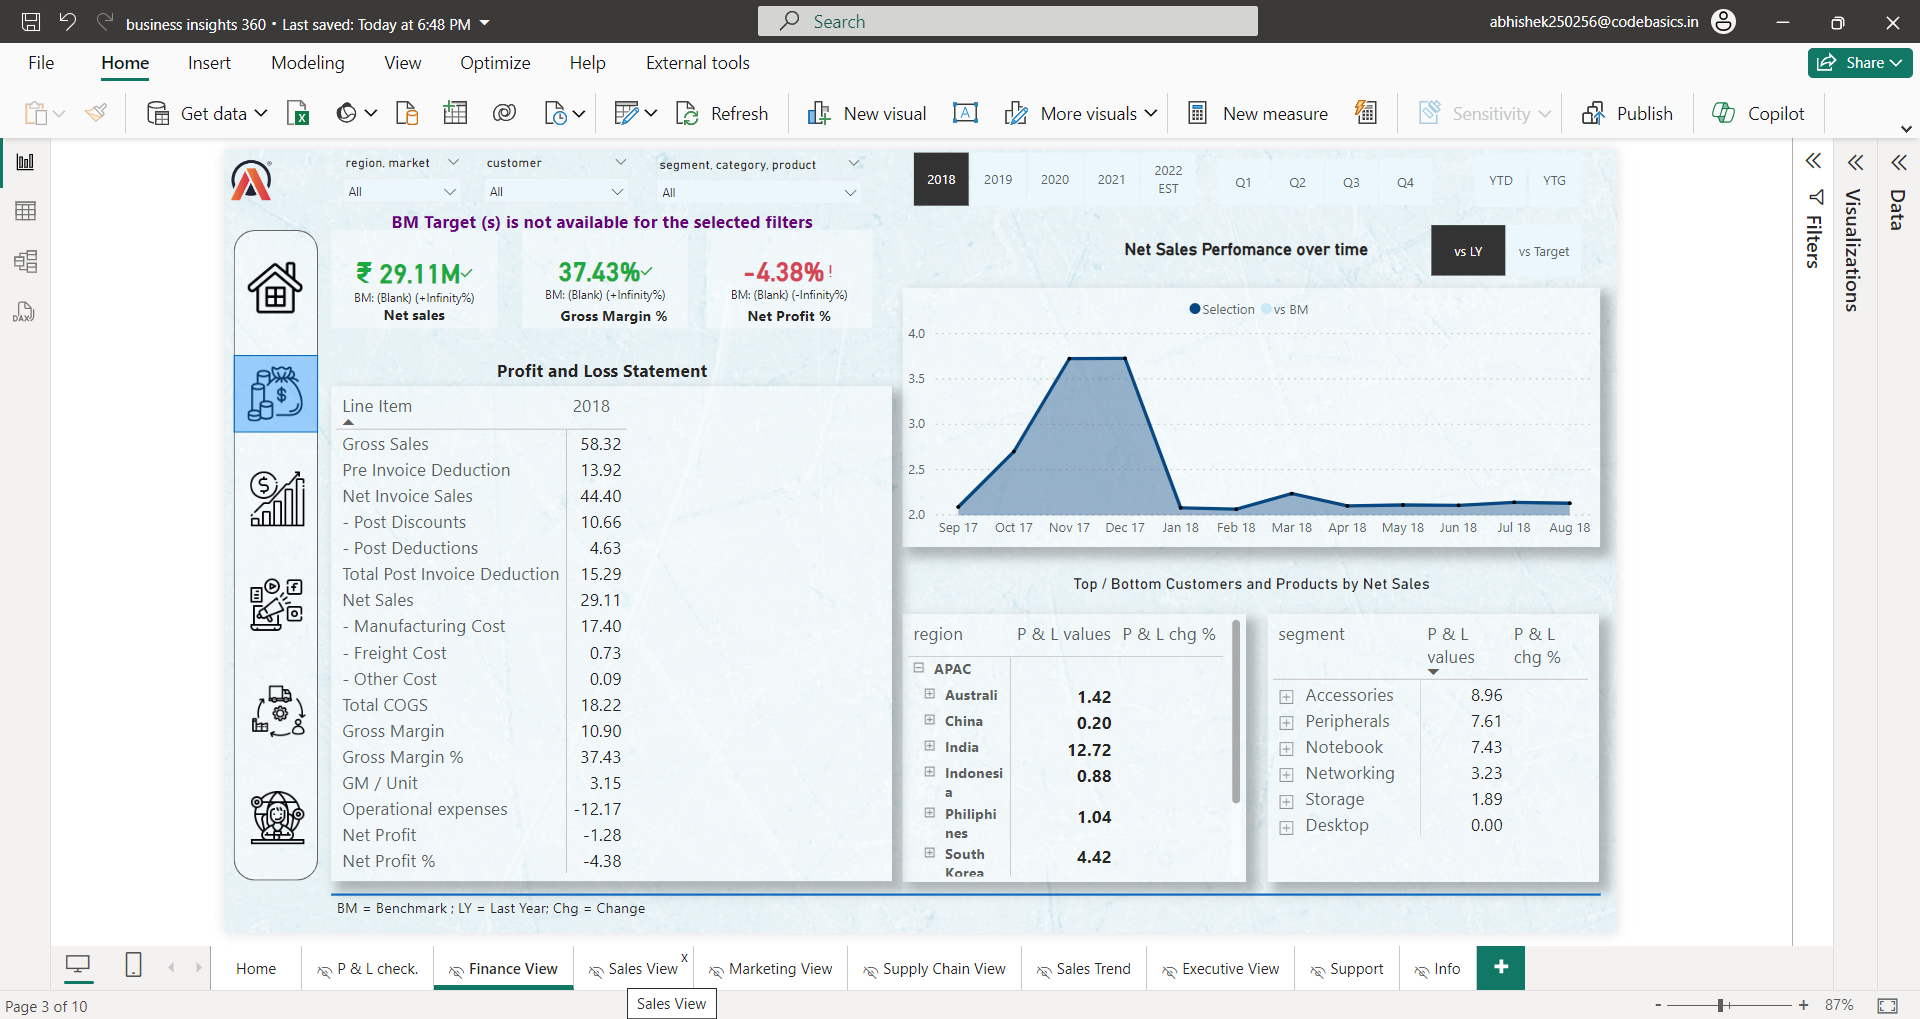 business insights 360 • Last saved: Today at 6:48 PM
Search
abhishek250256@codebasics.in
File Home Insert Modeling View Optimize Help External tools
Share
Get data
Refresh
New visual
More visuals
New measure
Sensitivity
Publish
Copilot
region, market
All
customer
All
segment, category, product
All
2018 2019 2020 2021 2022 EST
Q1 Q2 Q3 Q4
YTD YTG
BM Target (s) is not available for the selected filters
₹ 29.11M
BM: (Blank) (+Infinity%)
Net sales
37.43%
BM: (Blank) (+Infinity%)
Gross Margin %
-4.38% !
BM: (Blank) (-Infinity%)
Net Profit %
Net Sales Perfomance over time
vs LY
vs Target
Selection vs BM
4.0
3.5
3.0
2.5
2.0
Sep 17 Oct 17 Nov 17 Dec 17 Jan 18 Feb 18 Mar 18 Apr 18 May 18 Jun 18 Jul 18 Aug 18
Profit and Loss Statement
Line Item 2018
Gross Sales 58.32
Pre Invoice Deduction 13.92
Net Invoice Sales 44.40
- Post Discounts 10.66
- Post Deductions 4.63
Total Post Invoice Deduction 15.29
Net Sales 29.11
- Manufacturing Cost 17.40
- Freight Cost 0.73
- Other Cost 0.09
Total COGS 18.22
Gross Margin 10.90
Gross Margin % 37.43
GM / Unit 3.15
Operational expenses -12.17
Net Profit -1.28
Net Profit % -4.38
Top / Bottom Customers and Products by Net Sales
region P & L values P & L chg %
APAC
Australi 1.42
China 0.20
India 12.72
Indonesi
a 0.88
Philiphi
nes 1.04
South
Korea 4.42
segment P & L values P & L chg %
Accessories 8.96
Peripherals 7.61
Notebook 7.43
Networking 3.23
Storage 1.89
Desktop 0.00
BM = Benchmark ; LY = Last Year; Chg = Change
Filters
Visualizations
Data
DAX
Home P & L check. Finance View Sales View x Marketing View Supply Chain View Sales Trend Executive View Support Info +
Sales View
Page 3 of 10
- + 87%